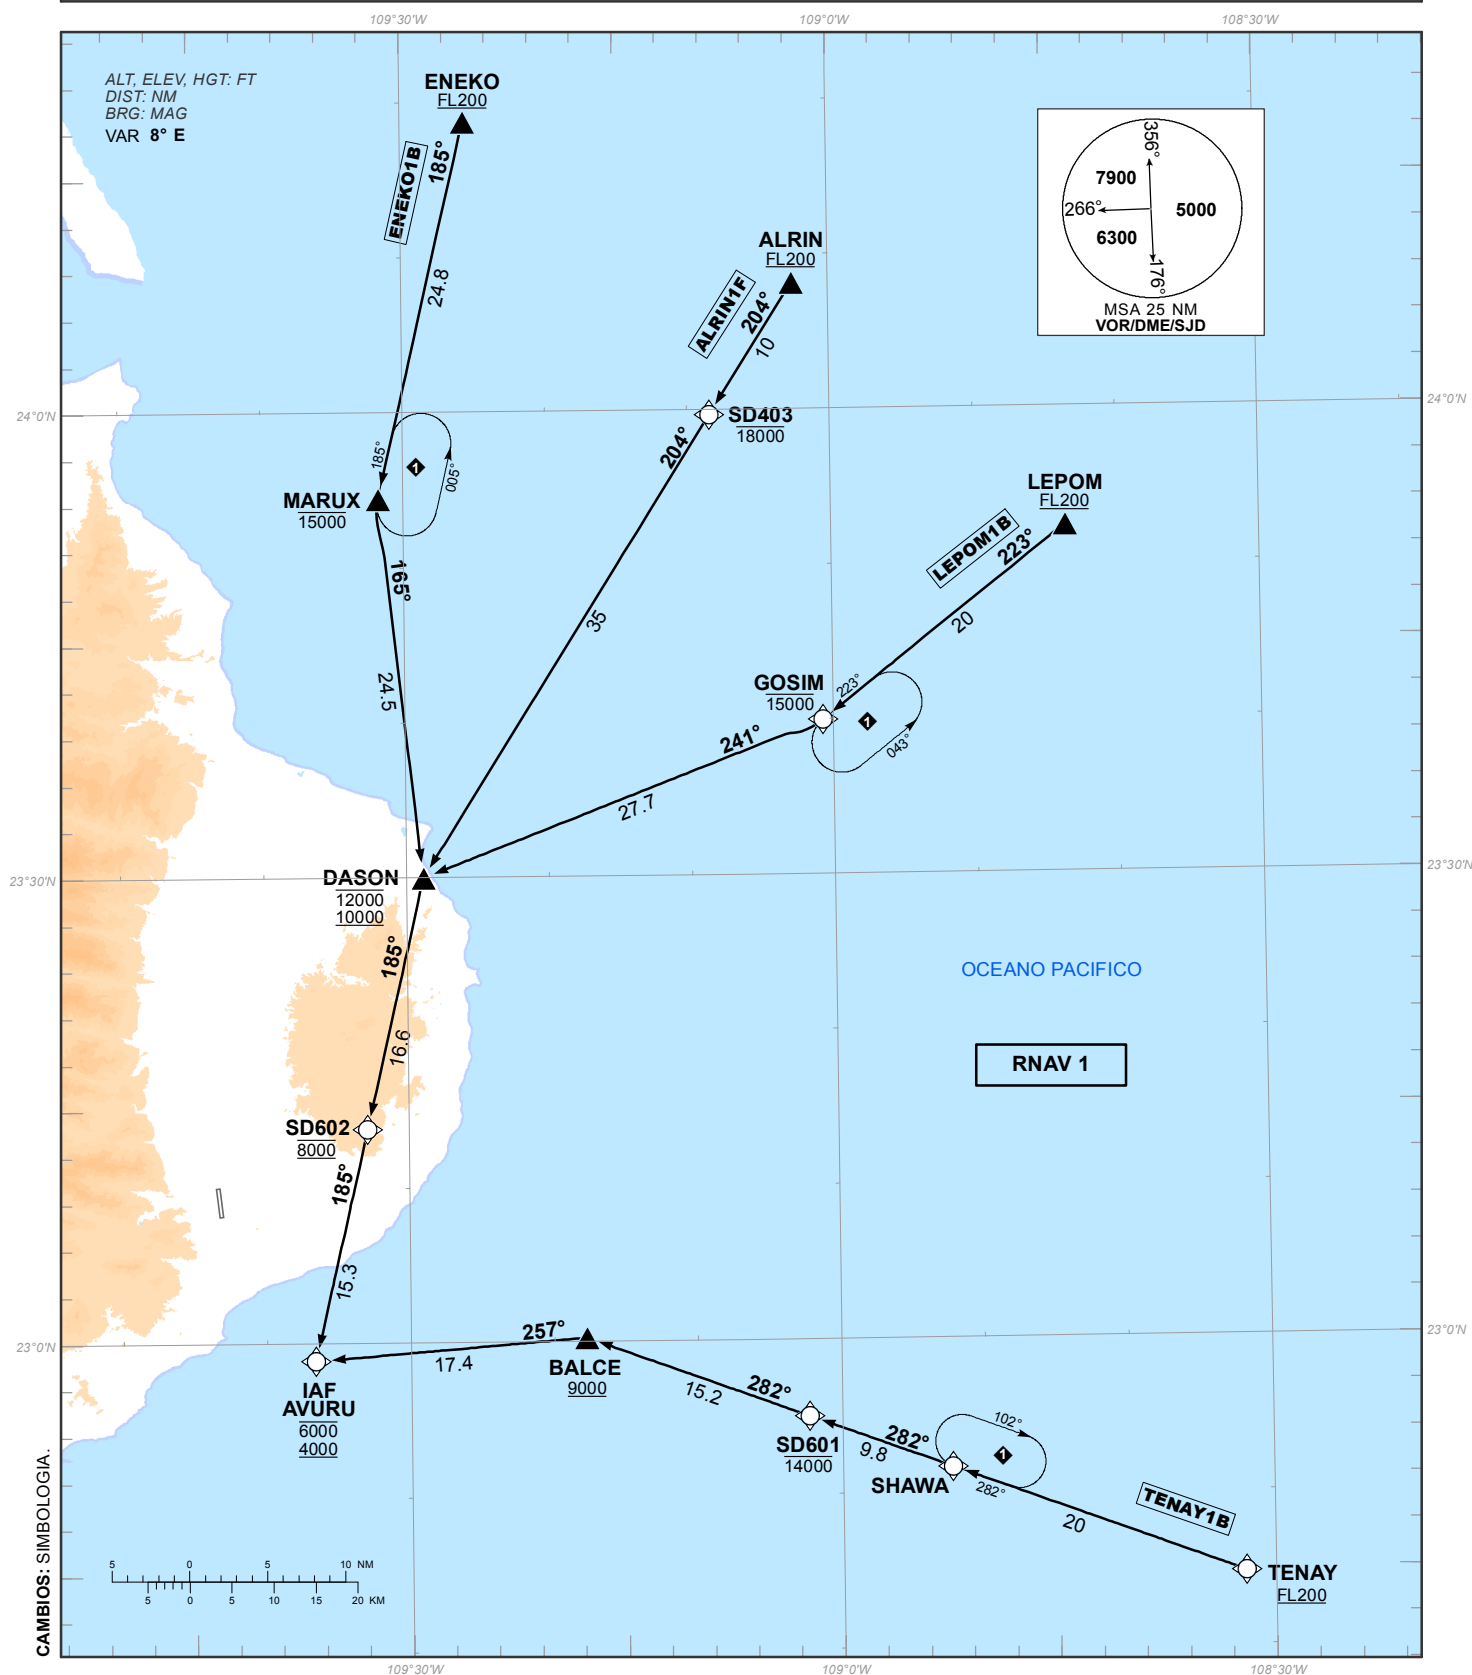 109°30'W
109°0'W
108°30'W
ALT, ELEV, HGT: FT
DIST: NM
BRG: MAG
VAR 8° E
ENEKO
FL200
185°
ENEKO1B
24.8
356°
7900
266°
5000
6300
176°
MSA 25 NM
VOR/DME/SJD
ALRIN
FL200
ALRIN1F
204°
10
24°0'N
24°0'N
SD403
18000
204°
185°
1
005°
MARUX
15000
LEPOM
FL200
LEPOM1B
223°
165°
35
20
24.5
GOSIM
15000
223°
1
043°
241°
27.7
23°30'N
23°30'N
DASON
12000
10000
185°
OCEANO PACIFICO
16.6
RNAV 1
SD602
8000
185°
15.3
23°0'N
23°0'N
257°
17.4
BALCE
9000
IAF
AVURU
6000
4000
282°
15.2
SD601
14000
282°
9.8
102°
1
SHAWA
282°
TENAY1B
20
TENAY
FL200
CAMBIOS: SIMBOLOGIA.
5 0 5 10 NM
5 0 5 10 15 20 KM
109°30'W
109°0'W
108°30'W